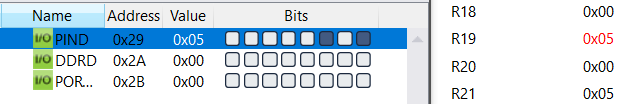 Name Address Value Bits
I/O PIND 0x29 0x05
I/O DDRD 0x2A 0x00
I/O POR... 0x2B 0x00
R18 0x00
R19 0x05
R20 0x00
R21 0x05